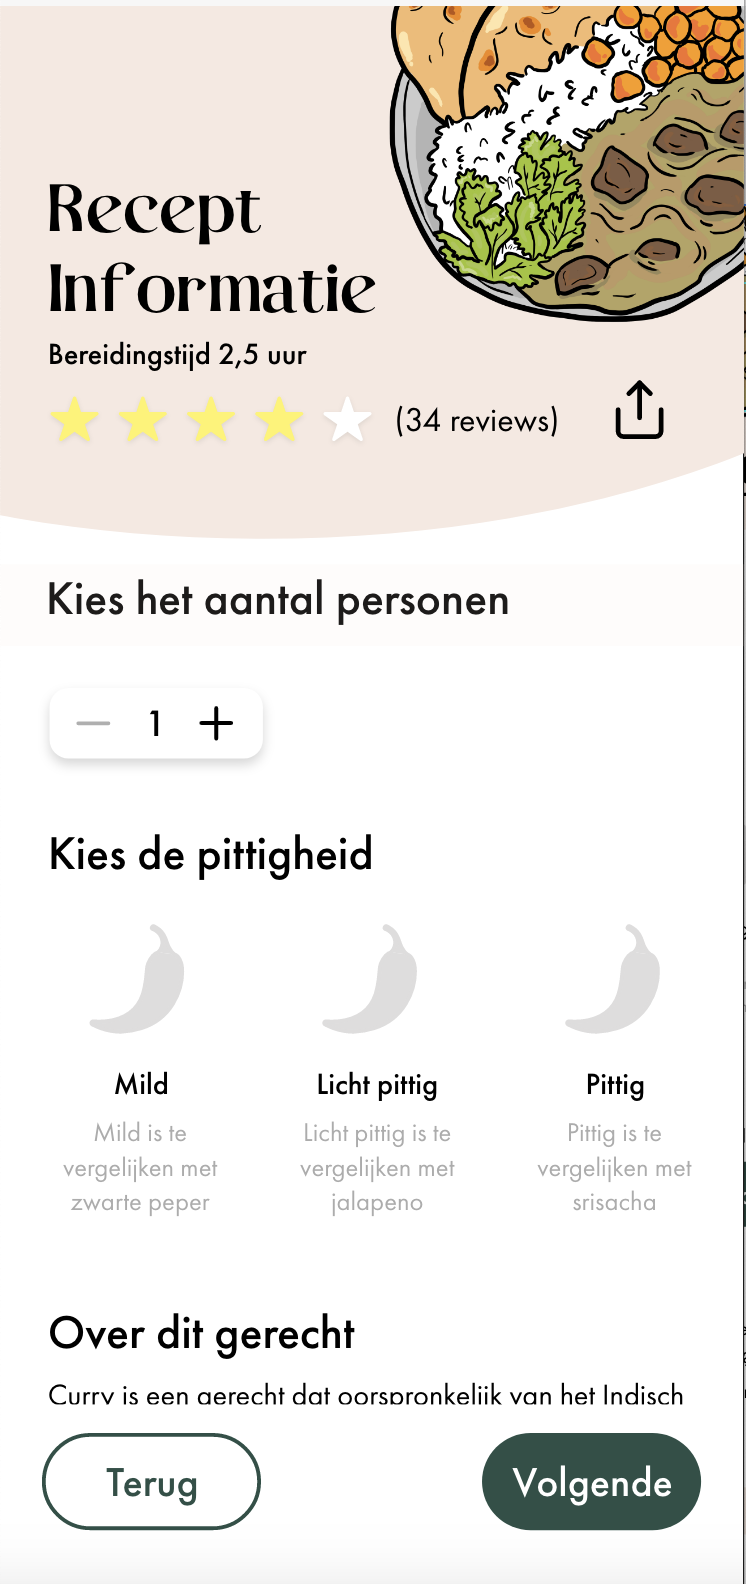 Recept
Informatie
Bereidingstijd 2,5 uur
(34 reviews)
Kies het aantal personen
1
Kies de pittigheid
Mild
Mild is te
vergelijken met
zwarte peper
Licht pittig
Licht pittig is te
vergelijken met
jalapeno
Pittig
Pittig is te
vergelijken met
srisacha
Over dit gerecht
Curry is een gerecht dat oorspronkelijk van het Indisch
Terug
Volgende